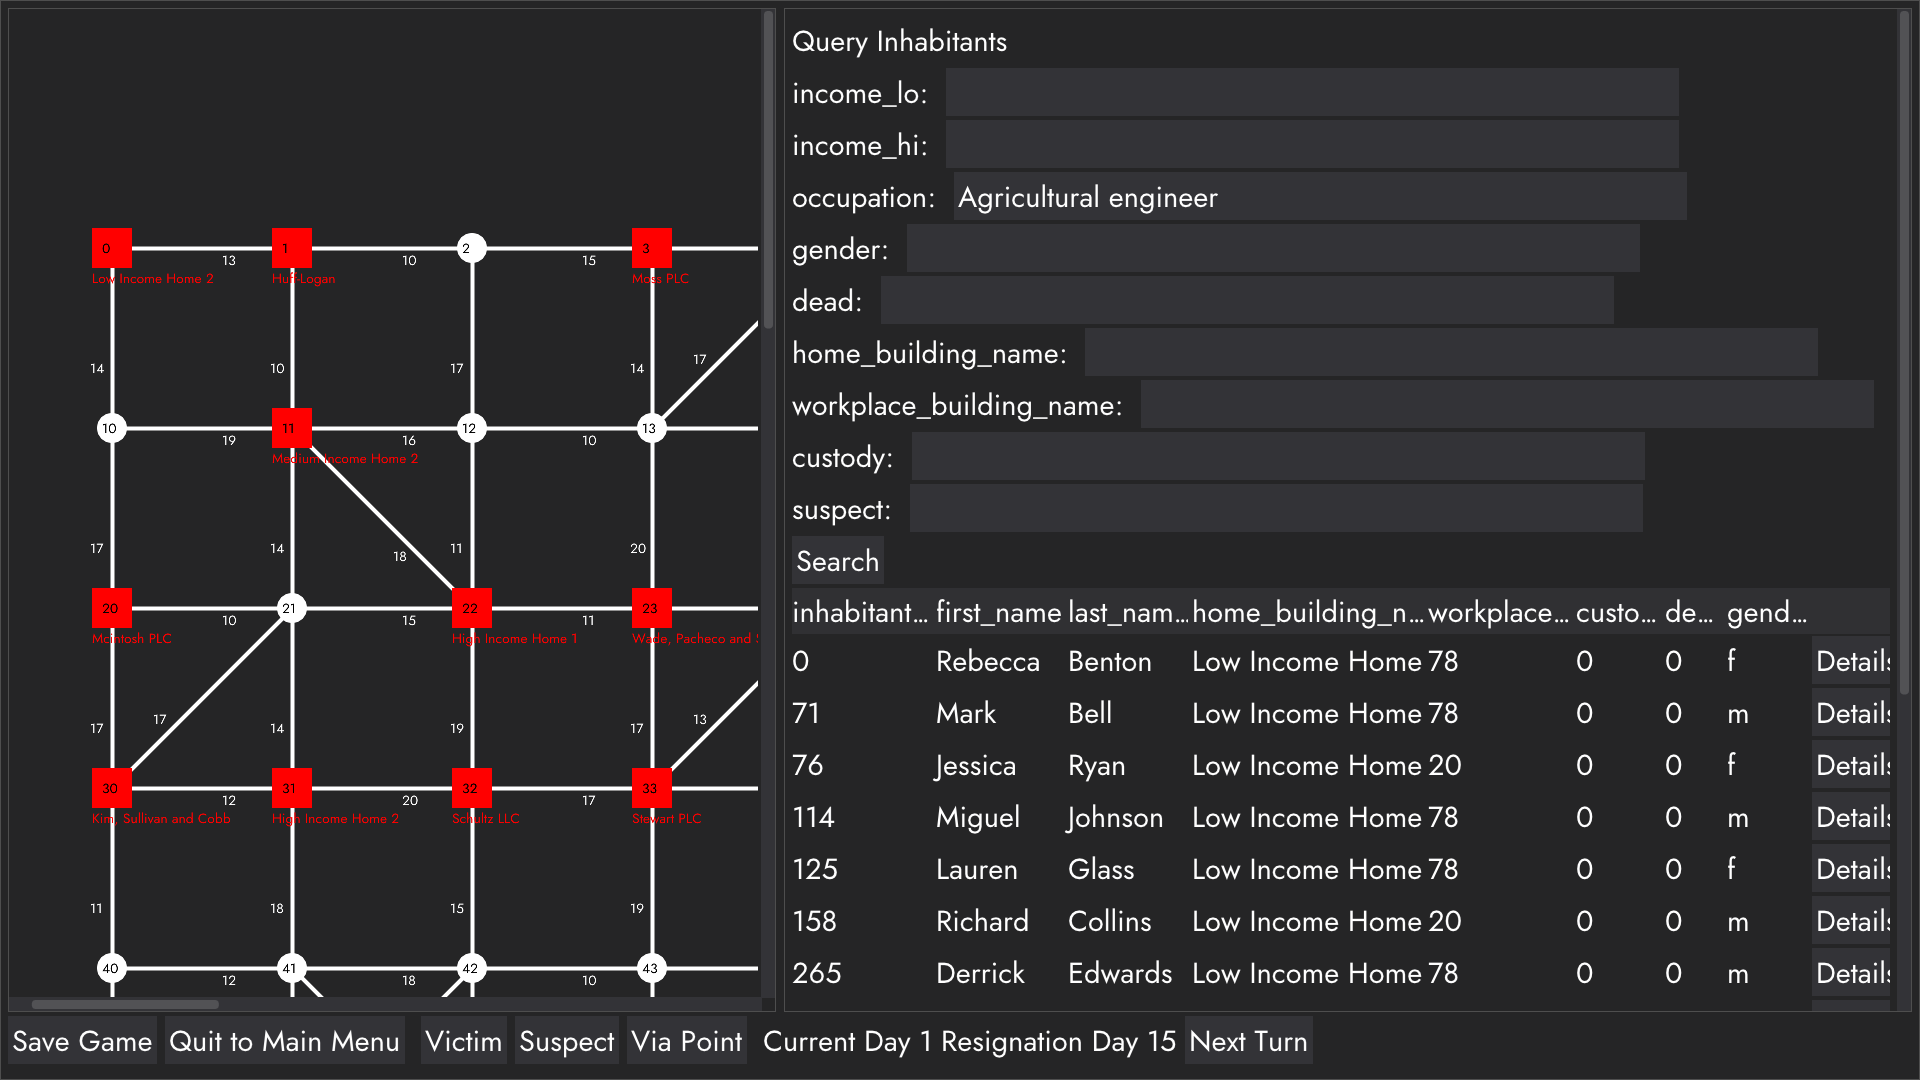 0 13 1 10 2 15 3
Low Income Home 2 Huff-Logan Moss PLC
14 10 17 14 17
10 19 11 16 12 10 13
Medium Income Home 2
17 14 18 11 20
20 10 21 15 22 11 23
McIntosh PLC High Income Home 1 Wade, Pacheco and
17 17 14 19 17 13
30 12 31 20 32 17 33
Kim, Sullivan and Cobb High Income Home 2 Schultz LLC Stewart PLC
11 18 15 19
40 12 41 18 42 10 43
Query Inhabitants
income_lo:
income_hi:
occupation: Agricultural engineer
gender:
dead:
home_building_name:
workplace_building_name:
custody:
suspect:
Search
inhabitant... first_name last_nam... home_building_n... workplace... custo... de... gend...
0 Rebecca Benton Low Income Home 78 0 0 f Details
71 Mark Bell Low Income Home 78 0 0 m Details
76 Jessica Ryan Low Income Home 20 0 0 f Details
114 Miguel Johnson Low Income Home 78 0 0 m Details
125 Lauren Glass Low Income Home 78 0 0 f Details
158 Richard Collins Low Income Home 20 0 0 m Details
265 Derrick Edwards Low Income Home 78 0 0 m Details
Save Game Quit to Main Menu Victim Suspect Via Point Current Day 1 Resignation Day 15 Next Turn